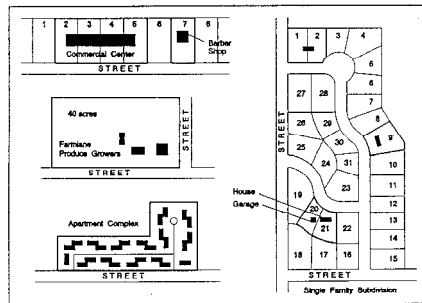 1 2 3 4 5 6 7 8
Commercial Center
Barber
Shop
STREET
40 acres
Farmlane
Produce Growers
STREET
STREET
Apartment Complex
STREET
1 2 3 4
5
6
7
8
9
10
11
12
13
14
15
16
17
18
19
20
21
22
23
24
25
26
27 28
29
30
31
STREET
House
Garage
STREET
Single Family Subdivision